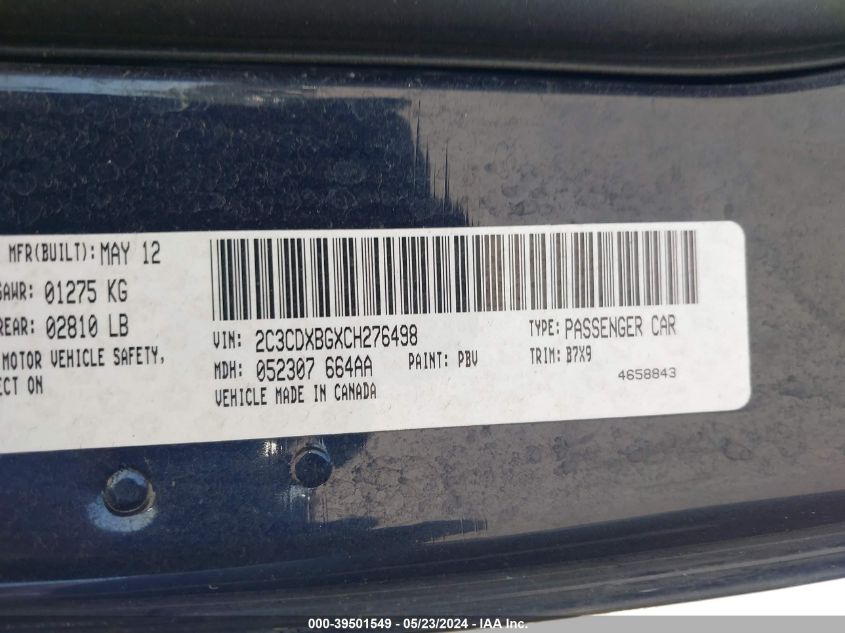 MFR(BUILT): MAY 12
GAWR: 01275 KG
REAR: 02810 LB
MOTOR VEHICLE SAFETY,
ECT ON
VIN: 2C3CDXBGXCH276498
TYPE: PASSENGER CAR
MDH: 052307 664AA
PAINT: PBV
TRIM: B7X9
VEHICLE MADE IN CANADA
4658843
000-39501549 - 05/23/2024 - IAA Inc.